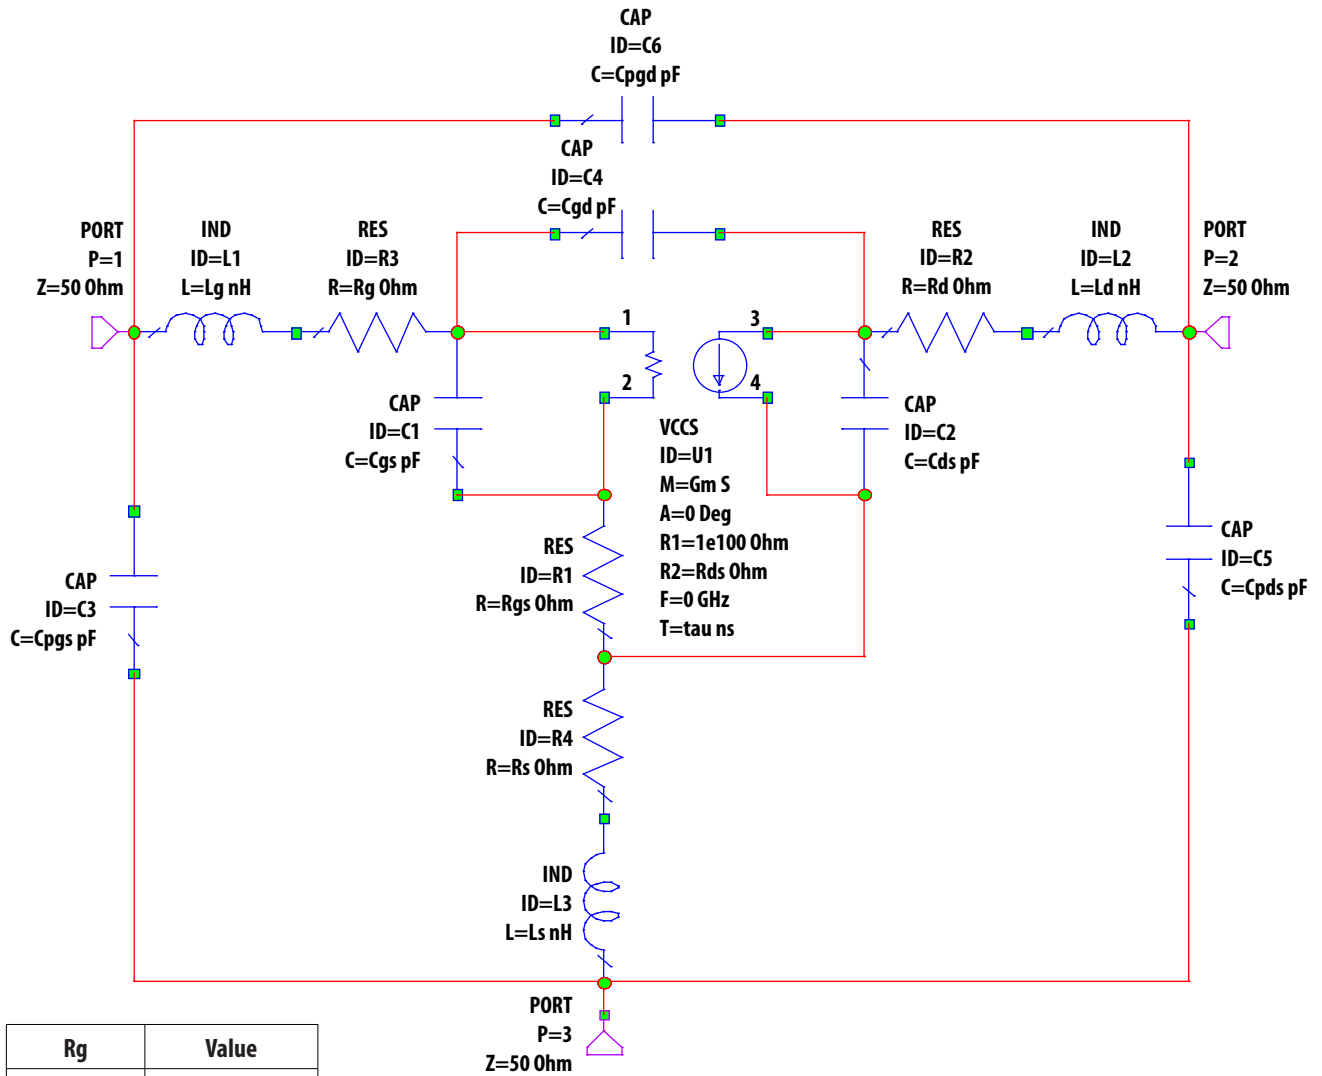 CAP
ID=C6
C=Cpgd pF
CAP
ID=C4
C=Cgd pF
PORT
P=1
Z=50 Ohm
IND
ID=L1
L=Lg nH
RES
ID=R3
R=Rg Ohm
RES
ID=R2
R=Rd Ohm
IND
ID=L2
L=Ld nH
PORT
P=2
Z=50 Ohm
1
2
3
4
CAP
ID=C1
C=Cgs pF
VCCS
ID=U1
M=Gm S
A=0 Deg
R1=1e100 Ohm
R2=Rds Ohm
F=0 GHz
T=tau ns
CAP
ID=C2
C=Cds pF
CAP
ID=C3
C=Cpgs pF
RES
ID=R1
R=Rgs Ohm
CAP
ID=C5
C=Cpds pF
RES
ID=R4
R=Rs Ohm
IND
ID=L3
L=Ls nH
PORT
P=3
Z=50 Ohm
Rg Value